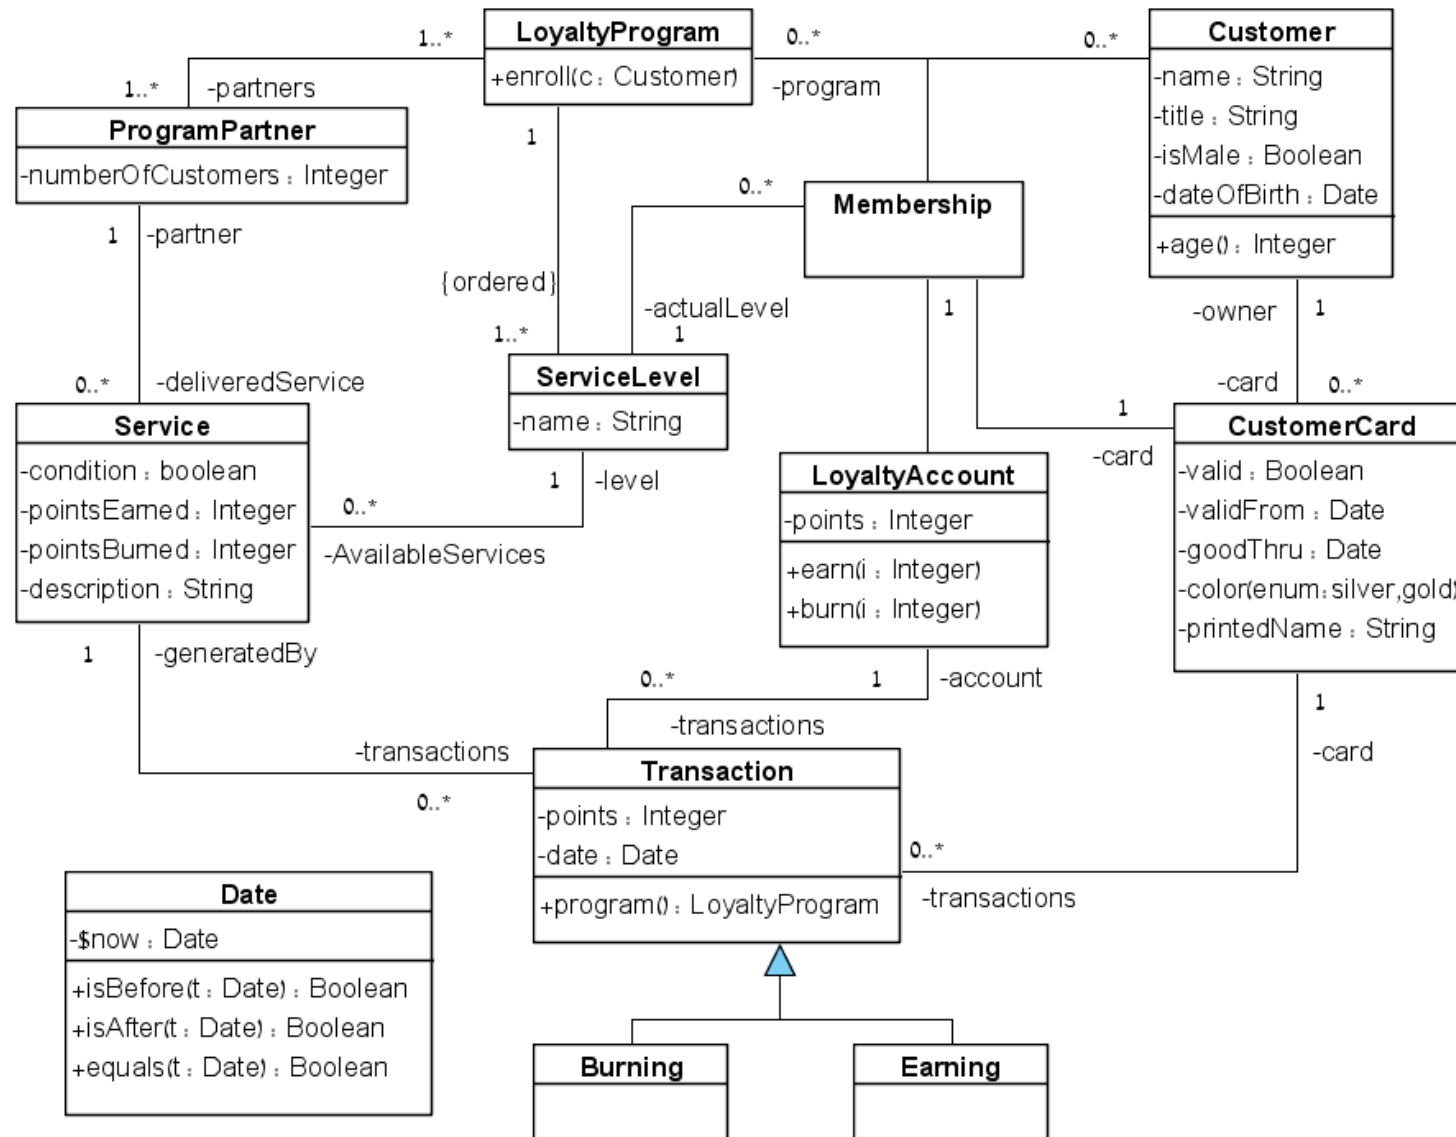 LoyaltyProgram
+enroll(c : Customer)
1..*
0..*
-program
0..*
Customer
-name : String
-title : String
-isMale : Boolean
-dateOfBirth : Date
+age() : Integer
1..*
-partners
ProgramPartner
-numberOfCustomers : Integer
1
-partner
1
{ordered}
1..*
0..*
Membership
-actualLevel
1
1
-owner
1
-card
0..*
0..*
-deliveredService
Service
-condition : boolean
-pointsEarned : Integer
-pointsBurned : Integer
-description : String
ServiceLevel
-name : String
1
-level
0..*
-AvailableServices
1
-card
LoyaltyAccount
-points : Integer
+earn(i : Integer)
+burn(i : Integer)
CustomerCard
-valid : Boolean
-validFrom : Date
-goodThru : Date
-color(enum:silver,gold)
-printedName : String
1
-generatedBy
0..*
1
-account
-transactions
-transactions
0..*
1
-card
Transaction
-points : Integer
-date : Date
+program() : LoyaltyProgram
0..*
-transactions
Date
-$now : Date
+isBefore(t : Date) : Boolean
+isAfter(t : Date) : Boolean
+equals(t : Date) : Boolean
Burning
Earning